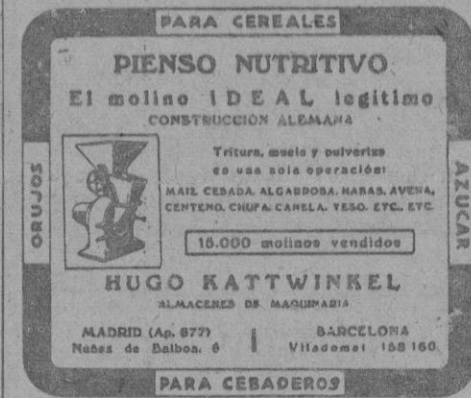 PARA CEREALES
PIENSO NUTRITIVO
El molino IDEAL legítimo
CONSTRUCCIÓN ALEMANA
Tritura, muele y pulveriza
en una sola operación:
MAIZ, CEBADA, ALGARROBA, HABAS, AVENA,
CENTENO, CHUFA, CANELA, YESO, ETC., ETC.
15.000 molinos vendidos
ORUJOS
AZUCAR
HUGO KATTWINKEL
ALMACENES DE MAQUINARIA
MADRID (Ap. 677)
Nuñez de Balboa, 6
BARCELONA
Viladomat 158 160
PARA CEBADEROS